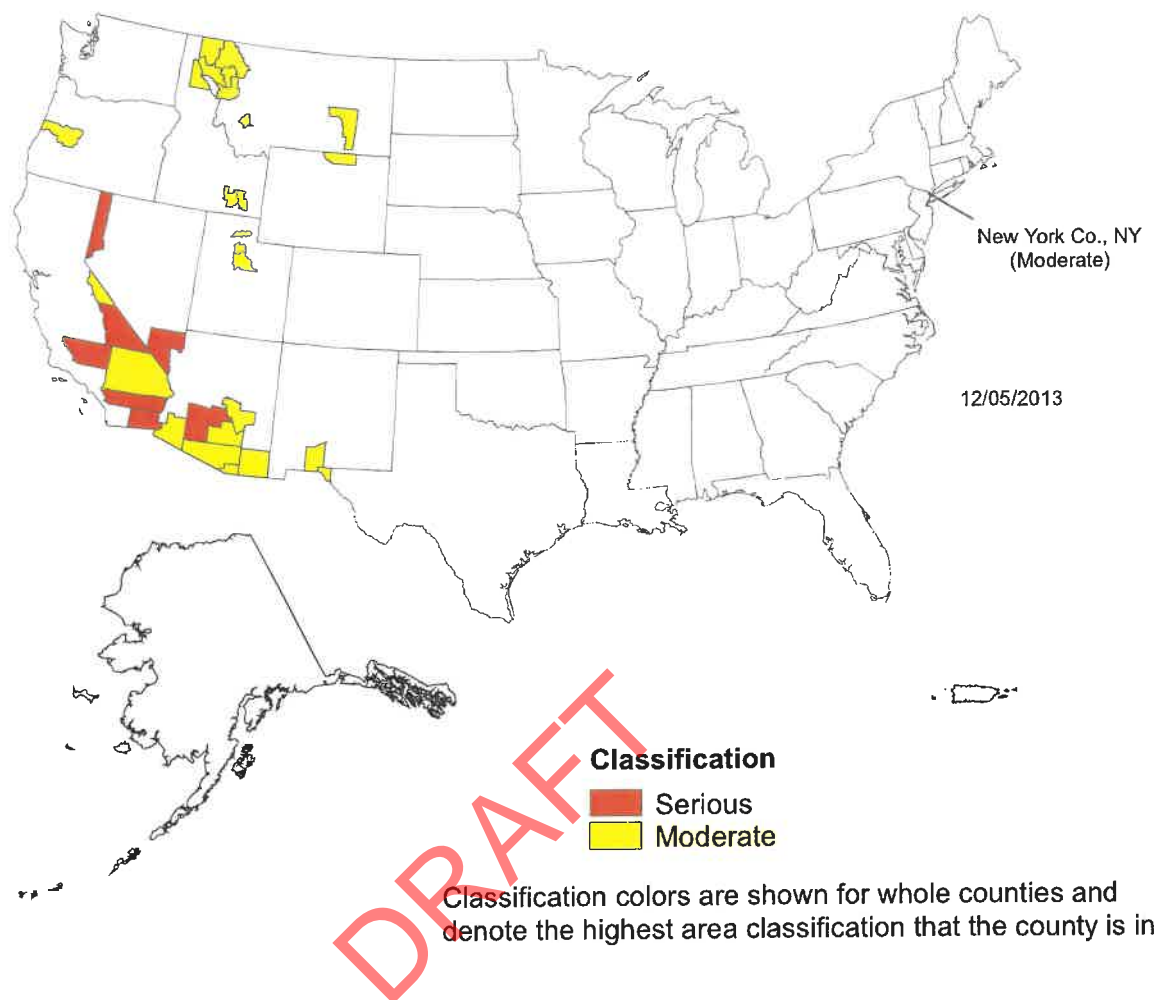 New York Co., NY
(Moderate)
12/05/2013
DRAFT
Classification
Serious
Moderate
Classification colors are shown for whole counties and
denote the highest area classification that the county is in